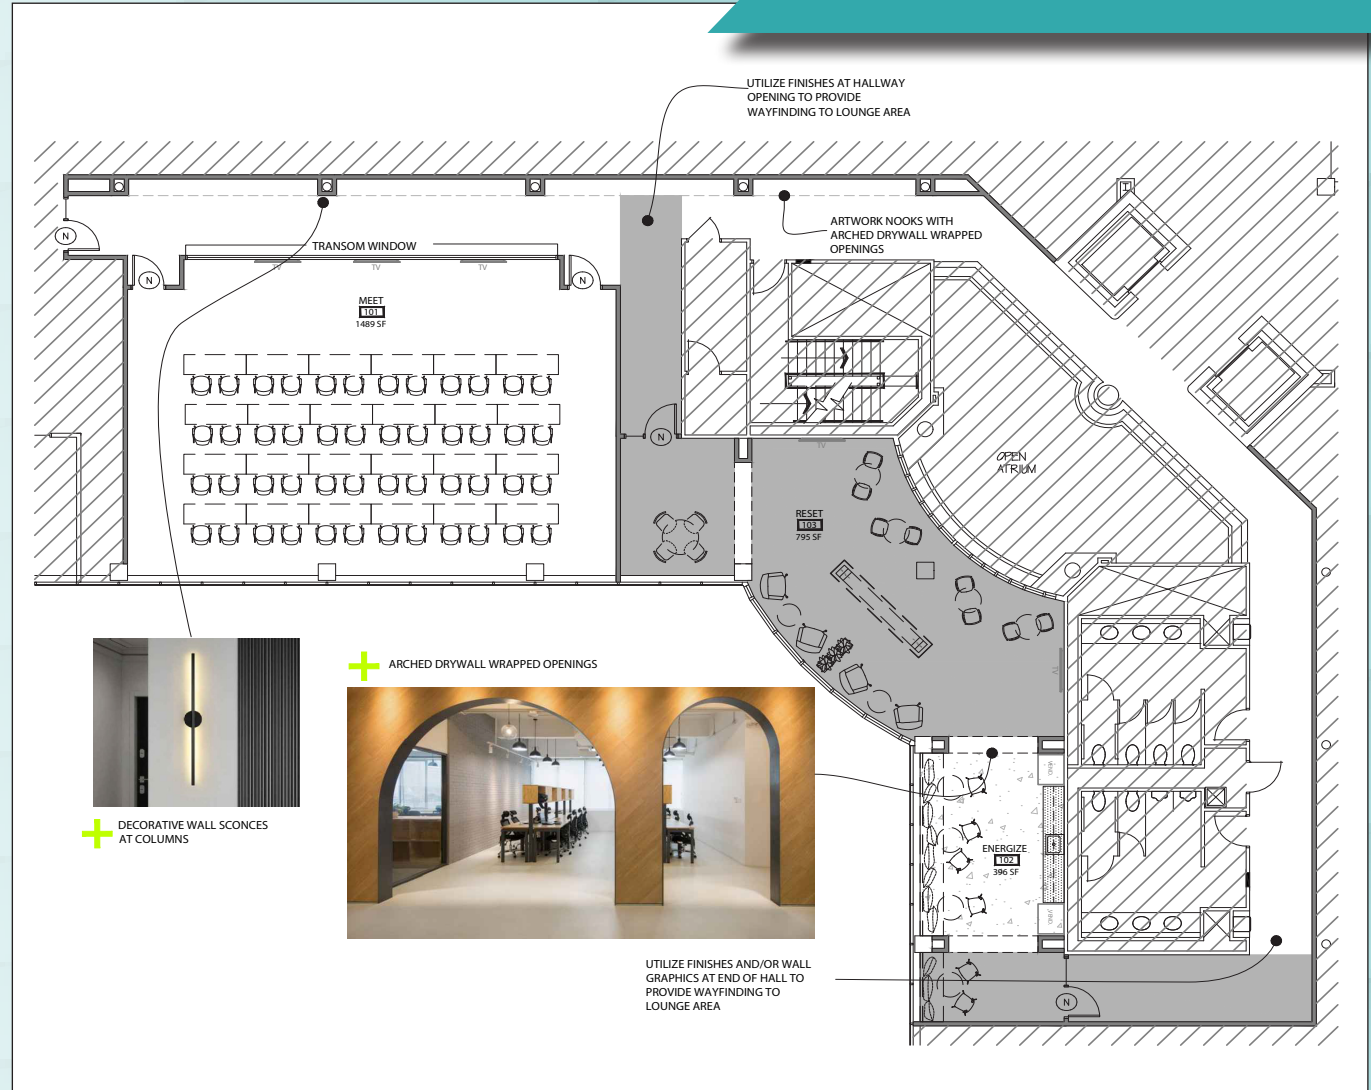 UTILIZE FINISHES AT HALLWAY
OPENING TO PROVIDE
WAYFINDING TO LOUNGE AREA
ARTWORK NOOKS WITH
ARCHED DRYWALL WRAPPED
OPENINGS
N
TRANSOM WINDOW
N
TV
TV
TV
N
MEET
101
1489 SF
N
TV
OPEN
ATRIUM
RESET
103
795 SF
TV
ARCHED DRYWALL WRAPPED OPENINGS
VEND.
DECORATIVE WALL SCONCES
AT COLUMNS
ENERGIZE
102
396 SF
VEND.
UTILIZE FINISHES AND/OR WALL
GRAPHICS AT END OF HALL TO
PROVIDE WAYFINDING TO
LOUNGE AREA
N